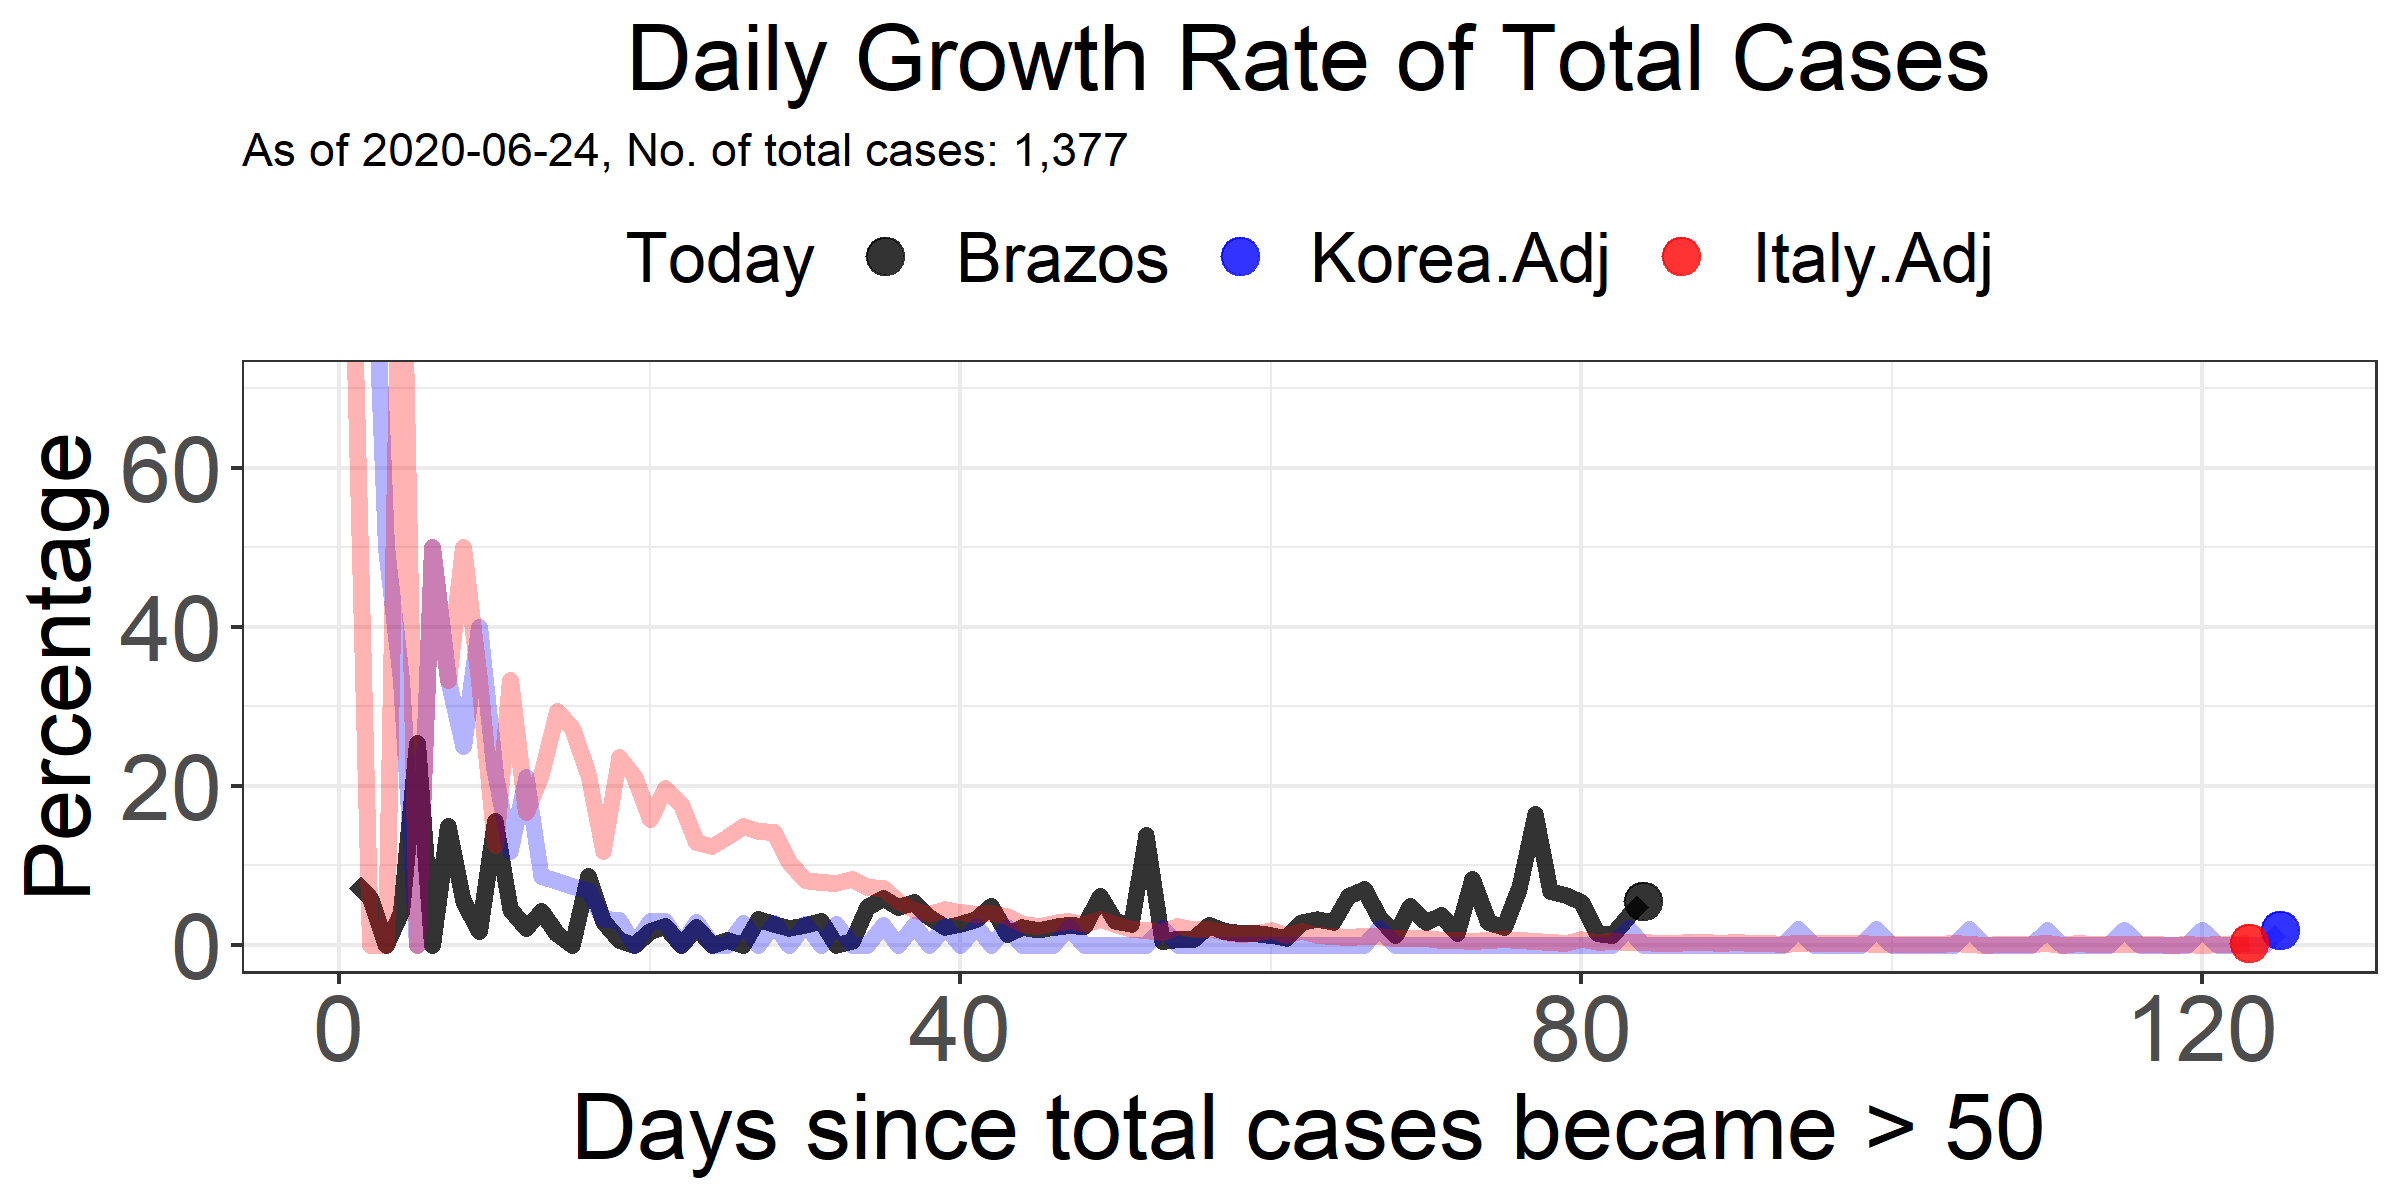 Daily Growth Rate of Total Cases
As of 2020-06-24, No. of total cases: 1,377
Today Brazos Korea.Adj Italy.Adj
Percentage
60
40
20
0
0 40 80 120
Days since total cases became > 50